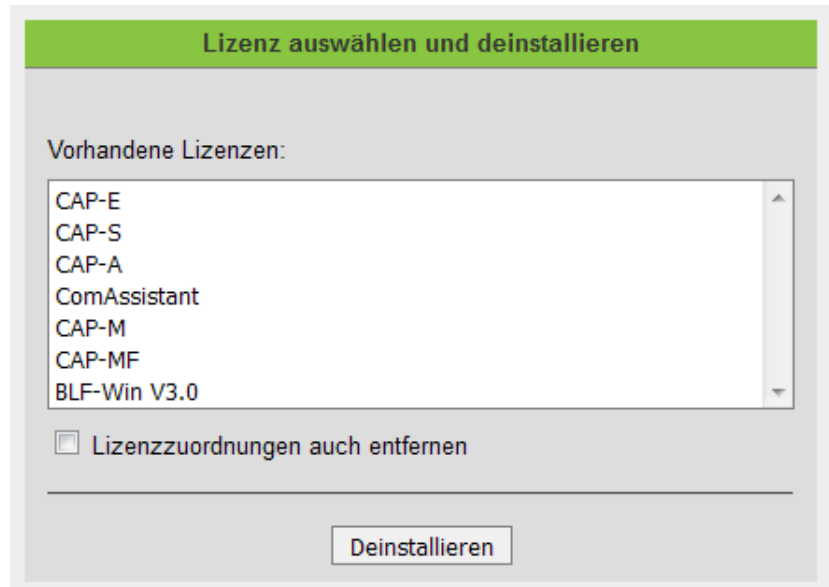 Lizenz auswählen und deinstallieren
Vorhandene Lizenzen:
CAP-E
CAP-S
CAP-A
ComAssistant
CAP-M
CAP-MF
BLF-Win V3.0
Lizenzzuordnungen auch entfernen
Deinstallieren